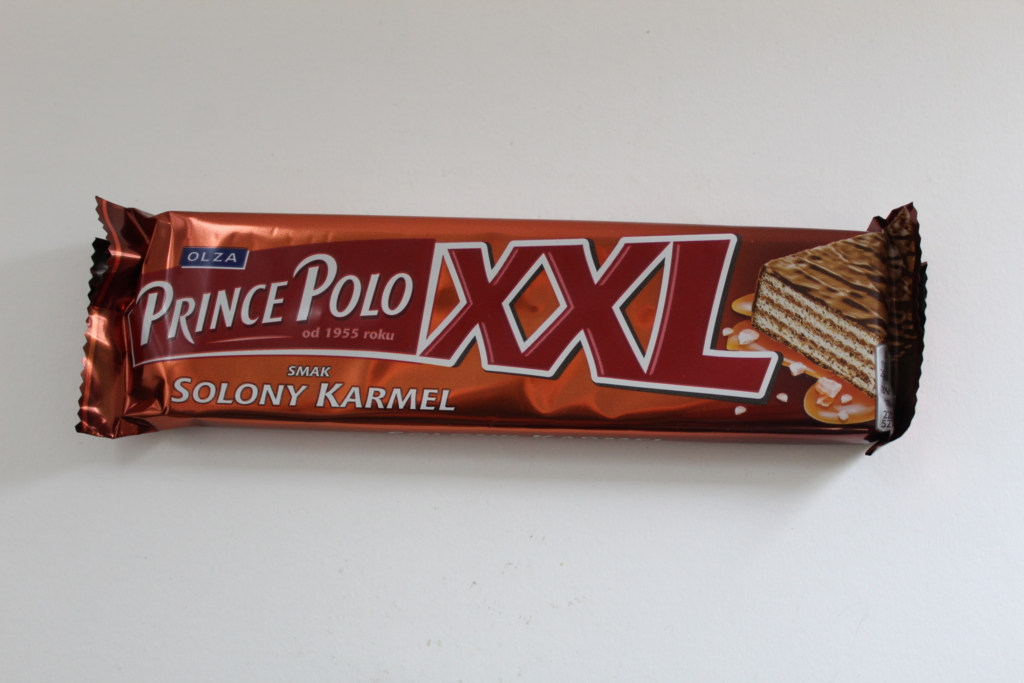 OLZA
PRINCE POLO
od 1955 roku
XXL
SMAK
SOLONY KARMEL